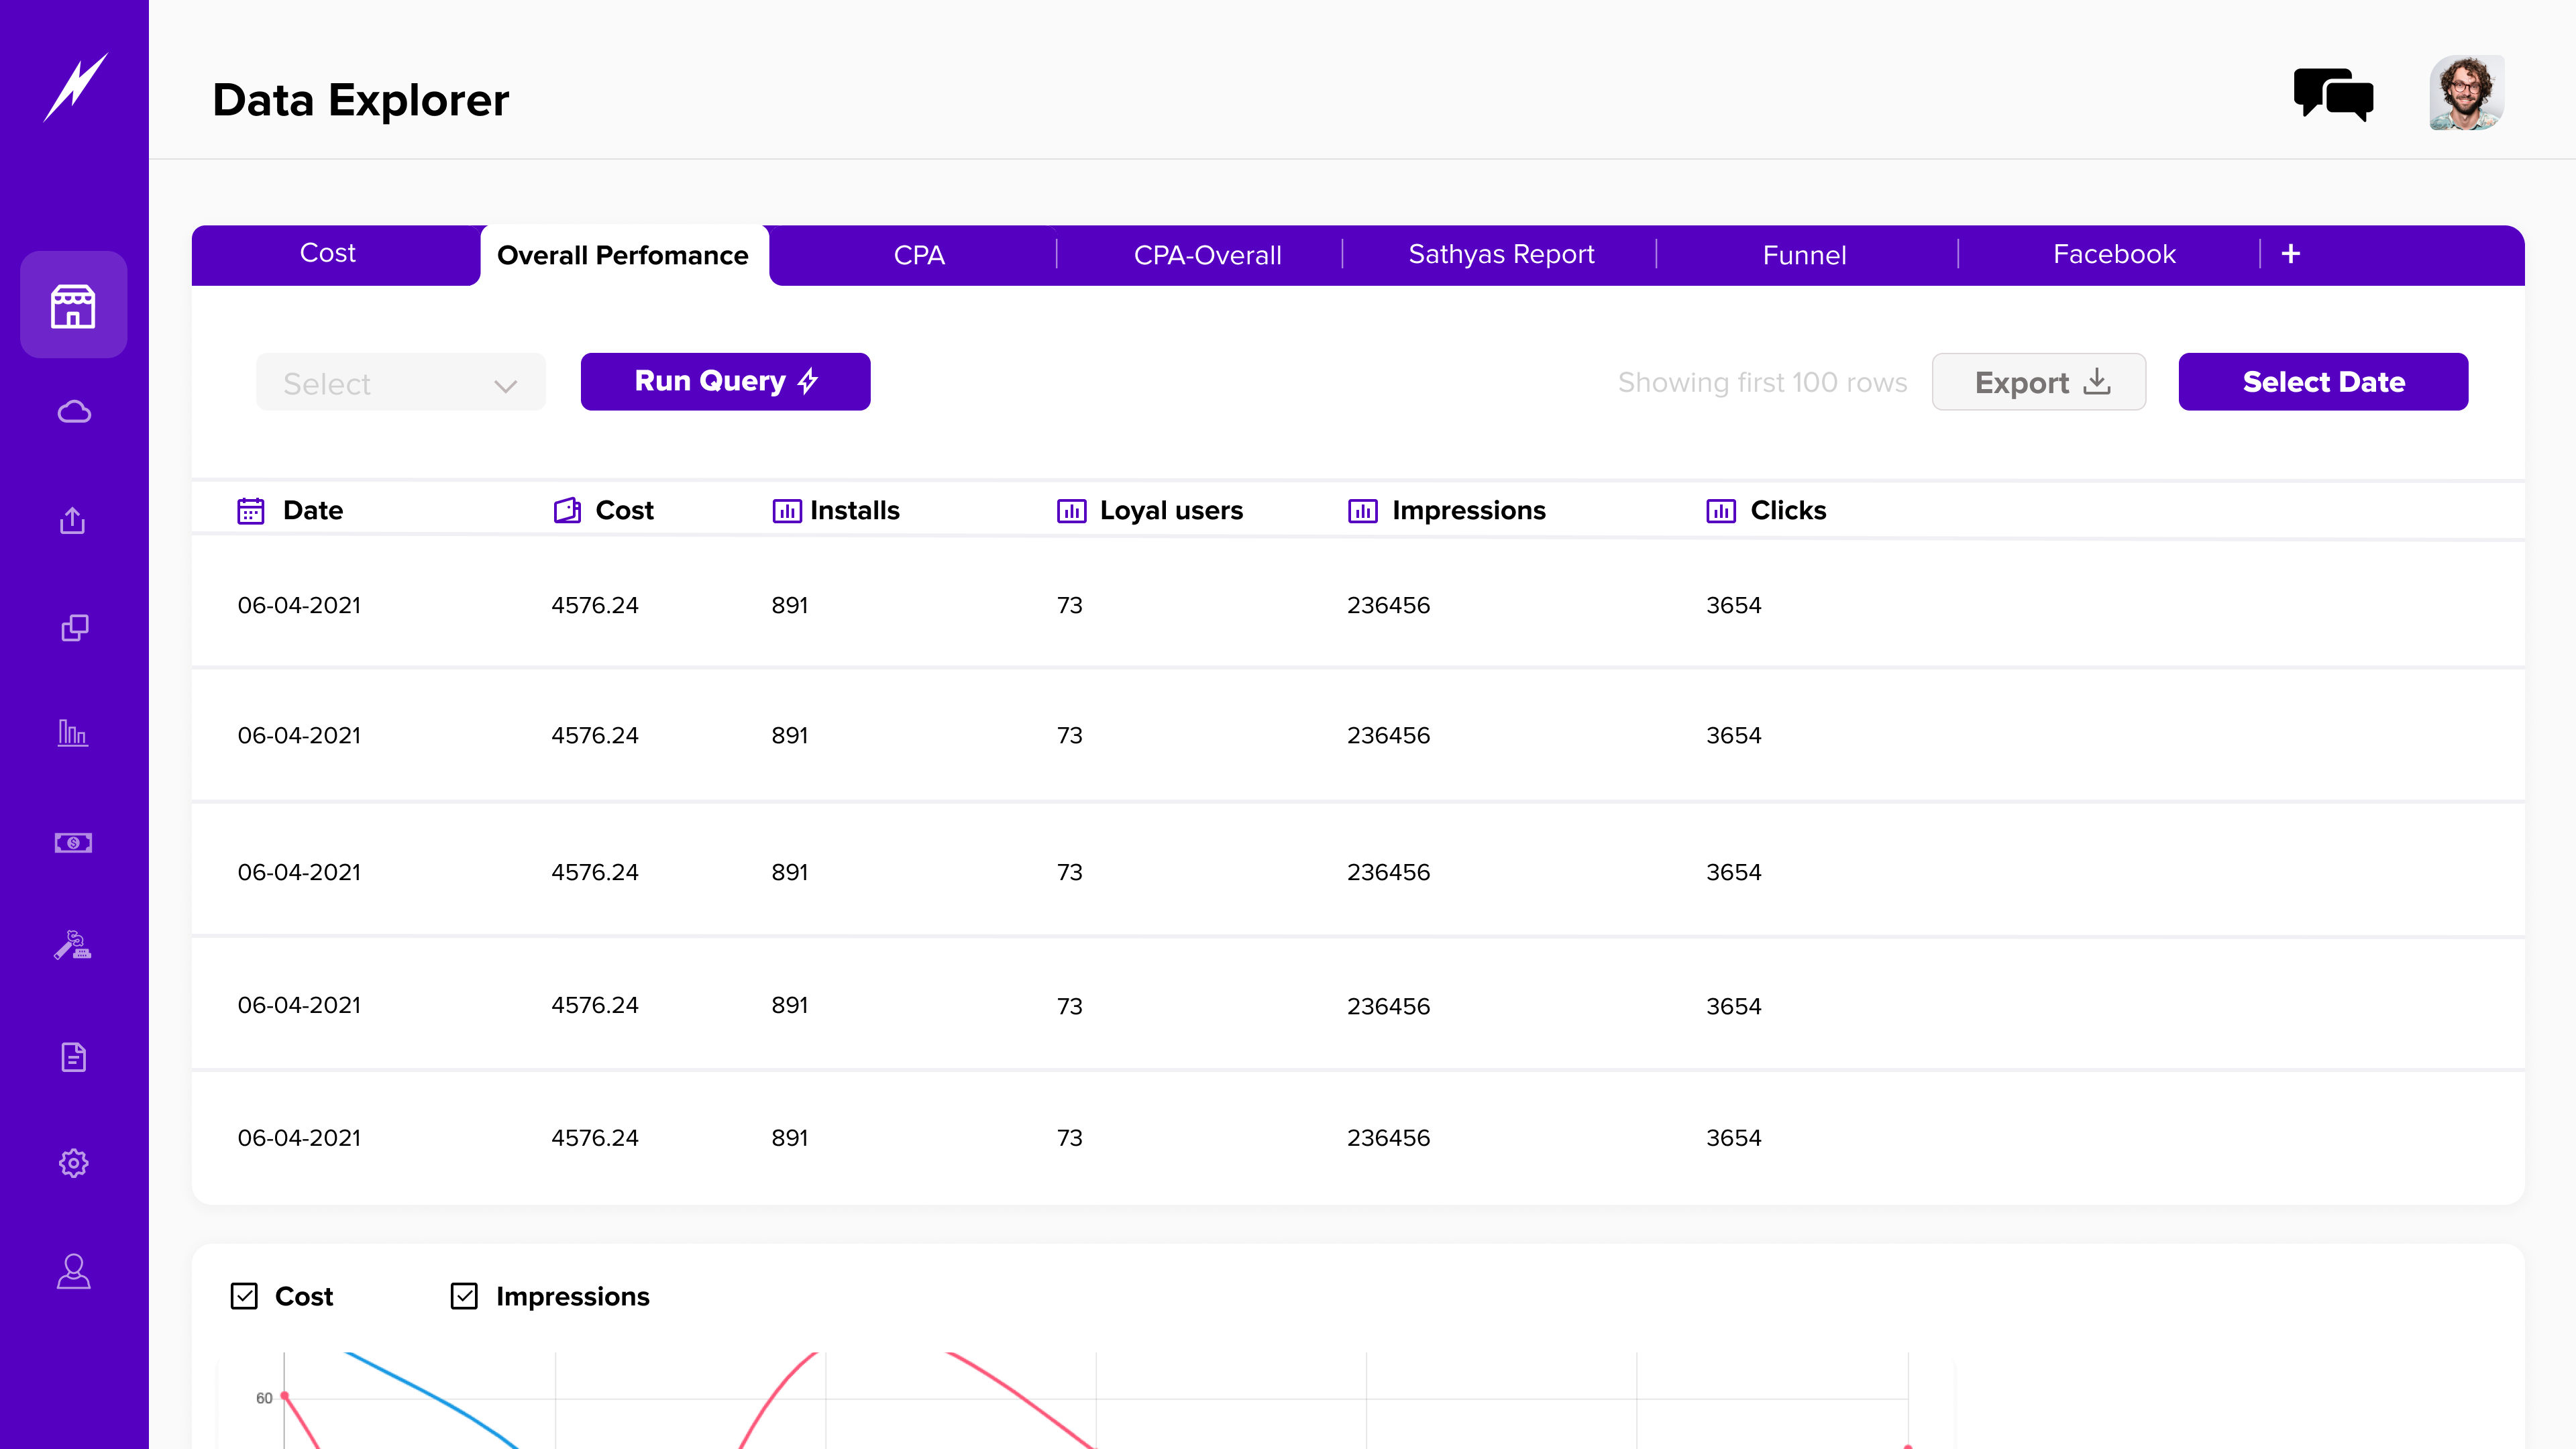 Data Explorer
Cost Overall Perfomance CPA CPA-Overall Sathyas Report Funnel Facebook +
Select Run Query Showing first 100 rows Export Select Date
Date Cost Installs Loyal users Impressions Clicks
06-04-2021 4576.24 891 73 236456 3654
06-04-2021 4576.24 891 73 236456 3654
06-04-2021 4576.24 891 73 236456 3654
06-04-2021 4576.24 891 73 236456 3654
06-04-2021 4576.24 891 73 236456 3654
Cost Impressions
60